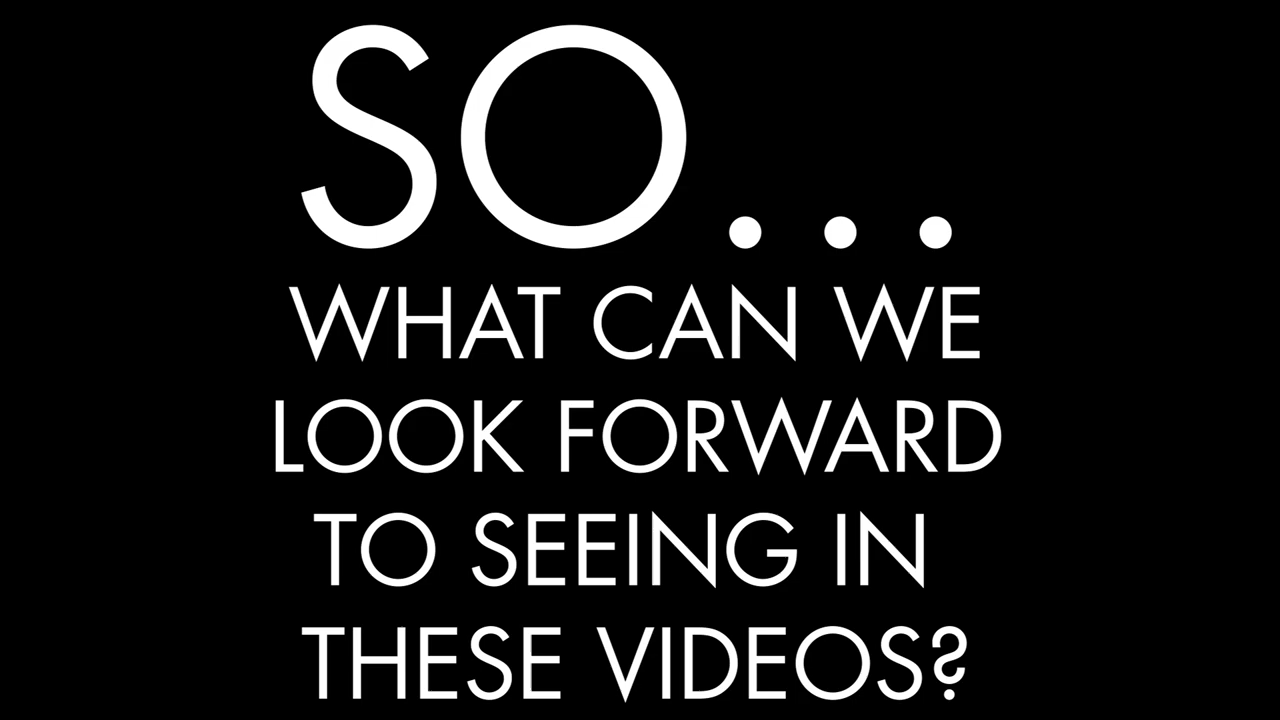 SO...
WHAT CAN WE
LOOK FORWARD
TO SEEING IN
THESE VIDEOS?